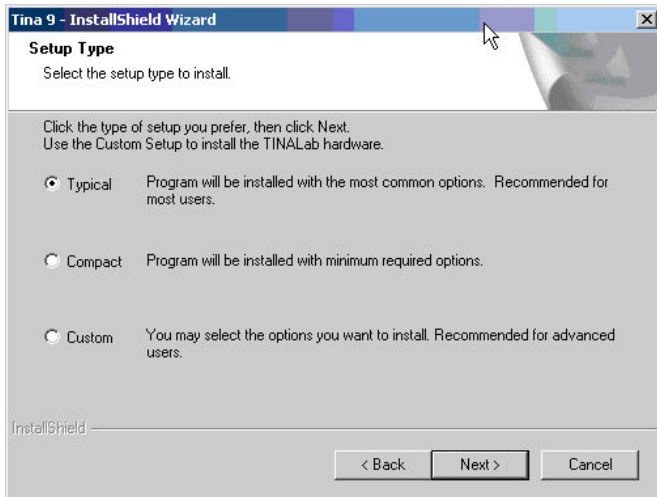 Tina 9 - InstallShield Wizard
Setup Type
Select the setup type to install.
Click the type of setup you prefer, then click Next.
Use the Custom Setup to install the TINALab hardware.
Typical Program will be installed with the most common options. Recommended for
most users.
Compact Program will be installed with minimum required options.
Custom You may select the options you want to install. Recommended for advanced
users.
InstallShield
< Back Next > Cancel